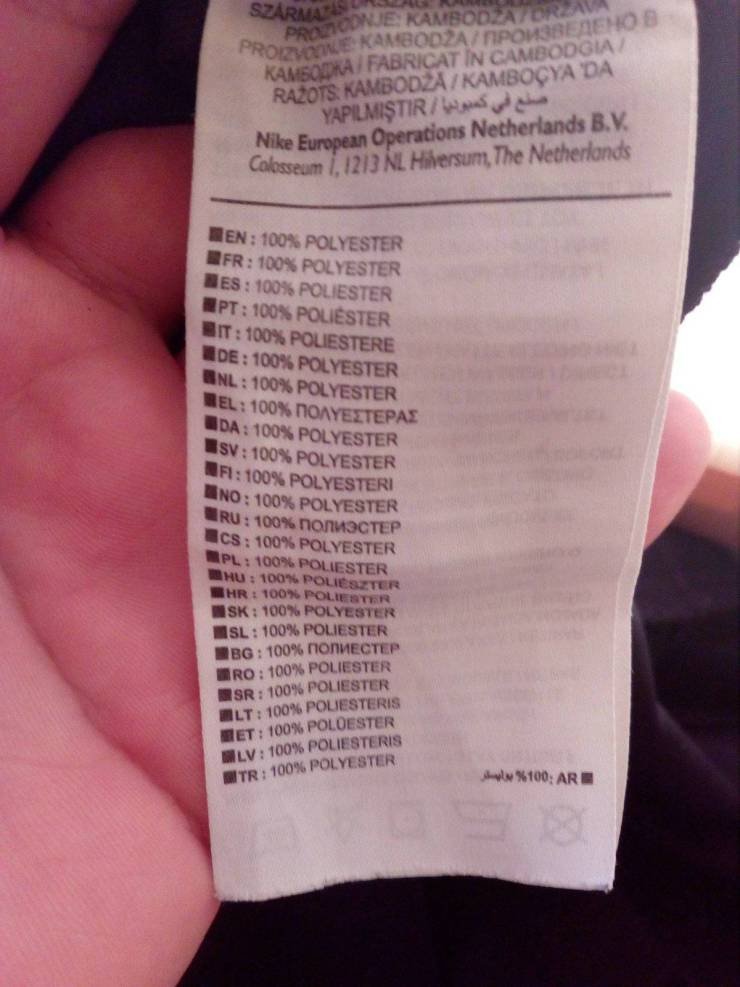 SZÁRMAZÁSI ORSZÁG: KAMBODZSA
PROIZVODNJE: KAMBODŽA / DRŽAVA
PROIZVODNJE: KAMBODŽA / ПРОИЗВЕДЕНО В
КАМБОДЖА / FABRICAT ÎN CAMBODGIA /
RAŽOTS: KAMBODŽĀ / KAMBOÇYA 'DA
YAPILMIŞTIR / صنع في كمبوديا
Nike European Operations Netherlands B.V.
Colosseum 1, 1213 NL Hilversum, The Netherlands
EN : 100% POLYESTER
FR : 100% POLYESTER
ES : 100% POLIESTER
PT : 100% POLIÉSTER
IT : 100% POLIESTERE
DE : 100% POLYESTER
NL : 100% POLYESTER
EL : 100% ΠΟΛΥΕΣΤΕΡΑΣ
DA : 100% POLYESTER
SV : 100% POLYESTER
FI : 100% POLYESTERI
NO : 100% POLYESTER
RU : 100% ПОЛИЭСТЕР
CS : 100% POLYESTER
PL : 100% POLIESTER
HU : 100% POLIÉSZTER
HR : 100% POLIESTER
SK : 100% POLYESTER
SL : 100% POLIESTER
BG : 100% ПОЛИЕСТЕР
RO : 100% POLIESTER
SR : 100% POLIESTER
LT : 100% POLIESTERIS
ET : 100% POLÜESTER
LV : 100% POLIESTERIS
TR : 100% POLYESTER
AR :100% بوليستر